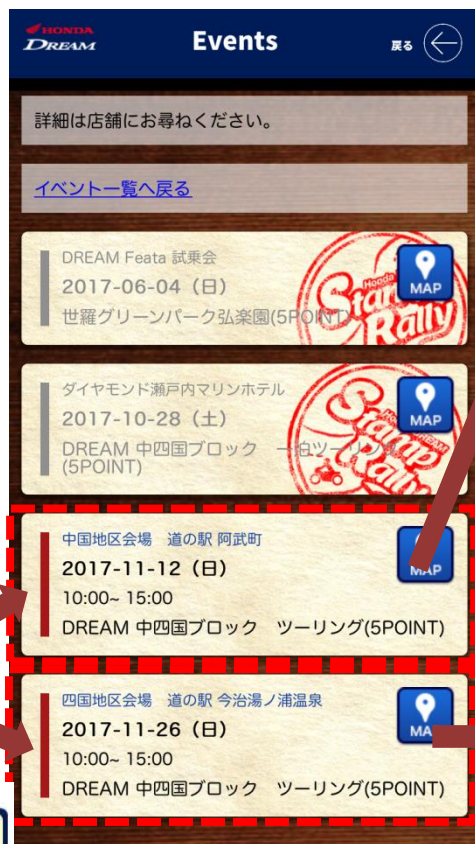 HONDA
DREAM
Events
戻る
詳細は店舗にお尋ねください。
イベント一覧へ戻る
DREAM Feata 試乗会
2017-06-04（日）
世羅グリーンパーク弘楽園(5POINT)
MAP
Honda
Stamp
Rally
ダイヤモンド瀬戸内マリンホテル
2017-10-28（土）
DREAM 中四国ブロック　一泊ツーリング
(5POINT)
MAP
Honda DREAM
Stamp
Rally
中国地区会場　道の駅 阿武町
2017-11-12（日）
10:00~ 15:00
DREAM 中四国ブロック　ツーリング(5POINT)
MAP
四国地区会場　道の駅 今治湯ノ浦温泉
2017-11-26（日）
10:00~ 15:00
DREAM 中四国ブロック　ツーリング(5POINT)
MAP